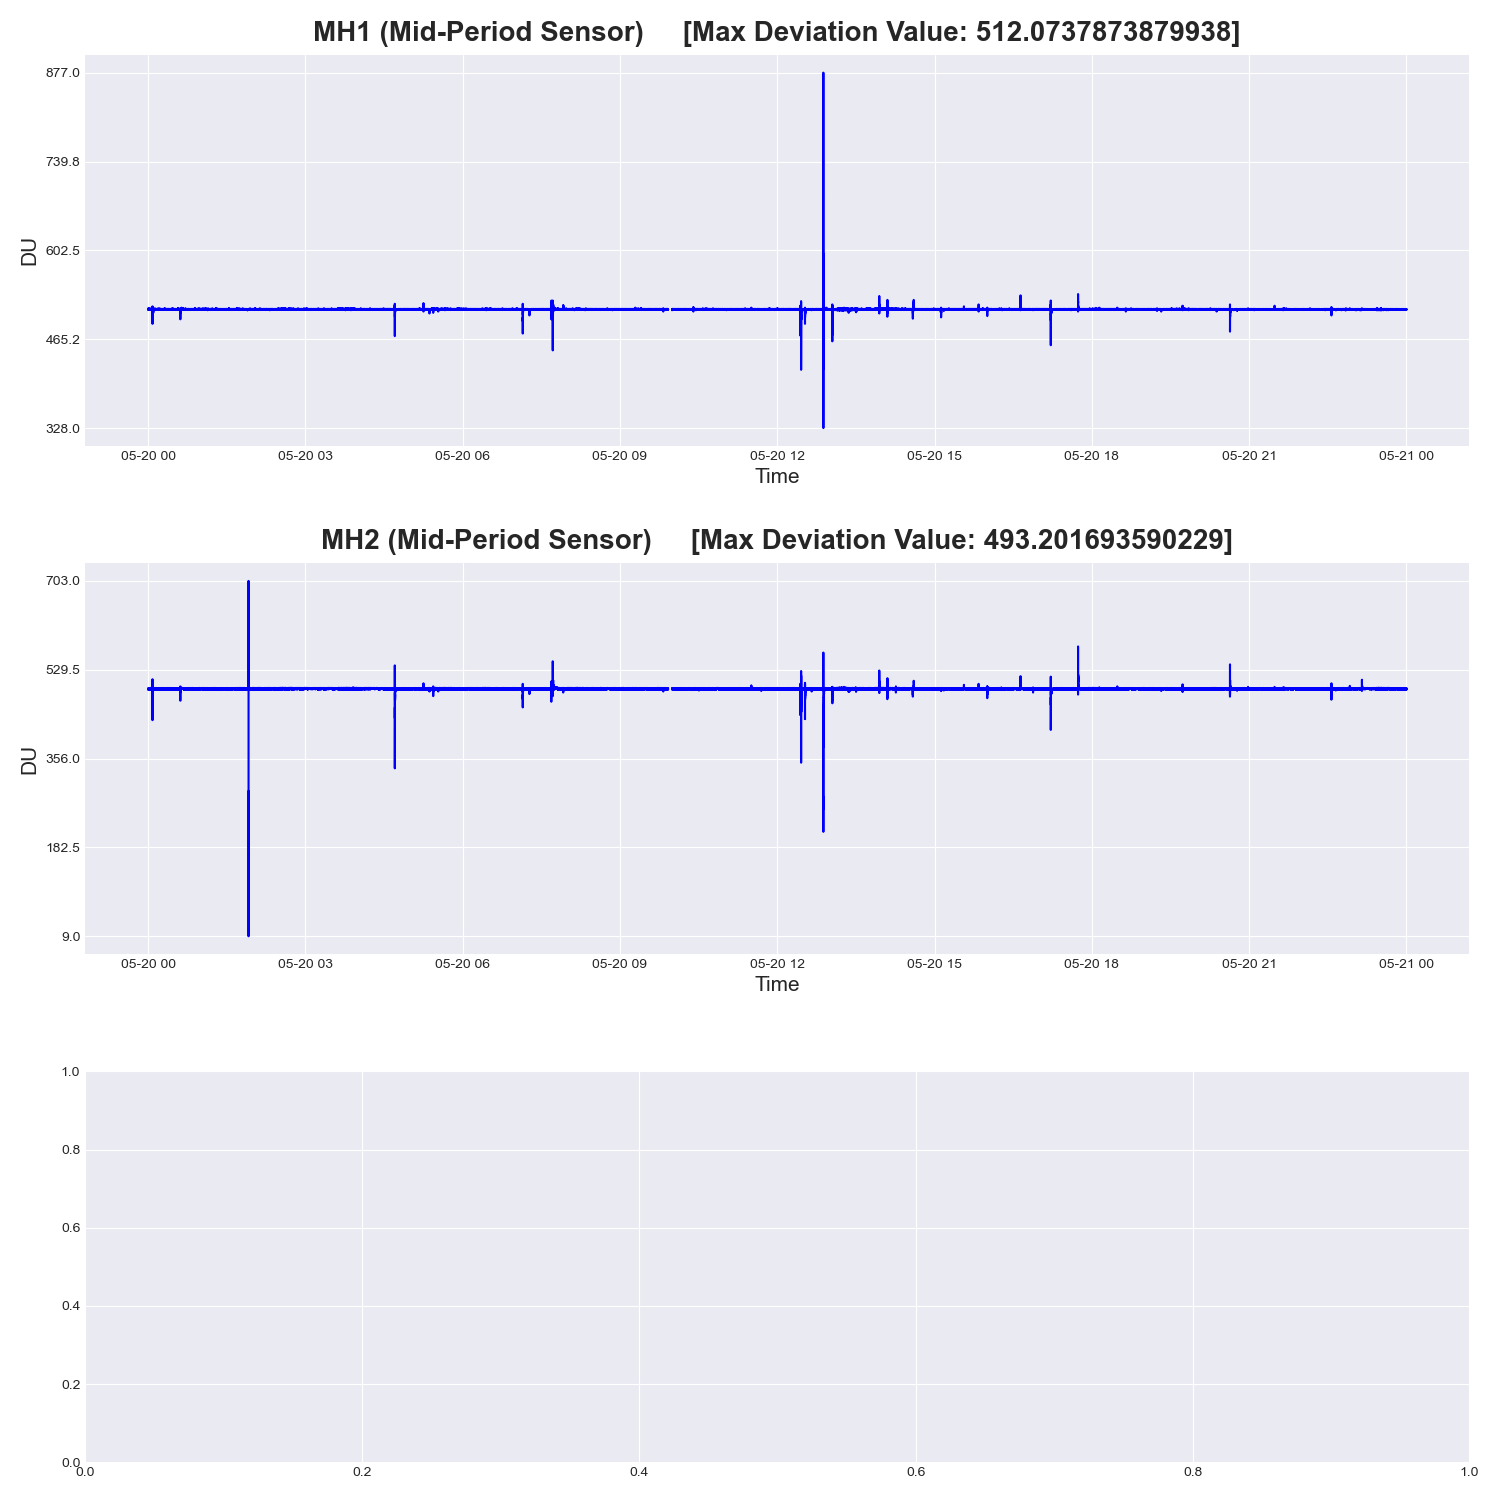 MH1 (Mid-Period Sensor) [Max Deviation Value: 512.0737873879938]
877.0
739.8
602.5
465.2
328.0
DU
05-20 00 05-20 03 05-20 06 05-20 09 05-20 12 05-20 15 05-20 18 05-20 21 05-21 00
Time
MH2 (Mid-Period Sensor) [Max Deviation Value: 493.201693590229]
703.0
529.5
356.0
182.5
9.0
DU
05-20 00 05-20 03 05-20 06 05-20 09 05-20 12 05-20 15 05-20 18 05-20 21 05-21 00
Time
1.0
0.8
0.6
0.4
0.2
0.0
0.0 0.2 0.4 0.6 0.8 1.0